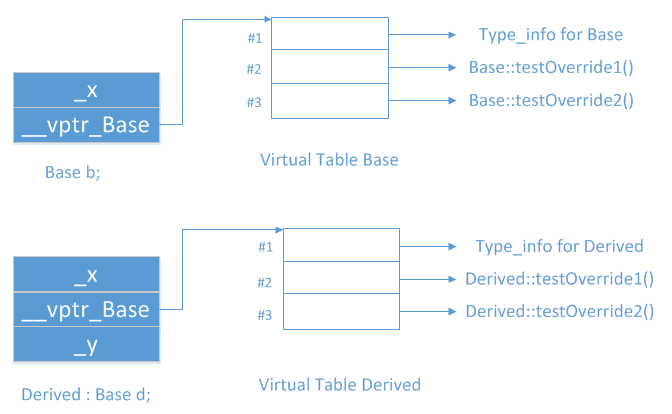 #1
Type_info for Base
_x
#2
Base::testOverride1()
__vptr_Base
#3
Base::testOverride2()
Base b;
Virtual Table Base
#1
Type_info for Derived
_x
#2
Derived::testOverride1()
__vptr_Base
#3
Derived::testOverride2()
_y
Derived : Base d;
Virtual Table Derived